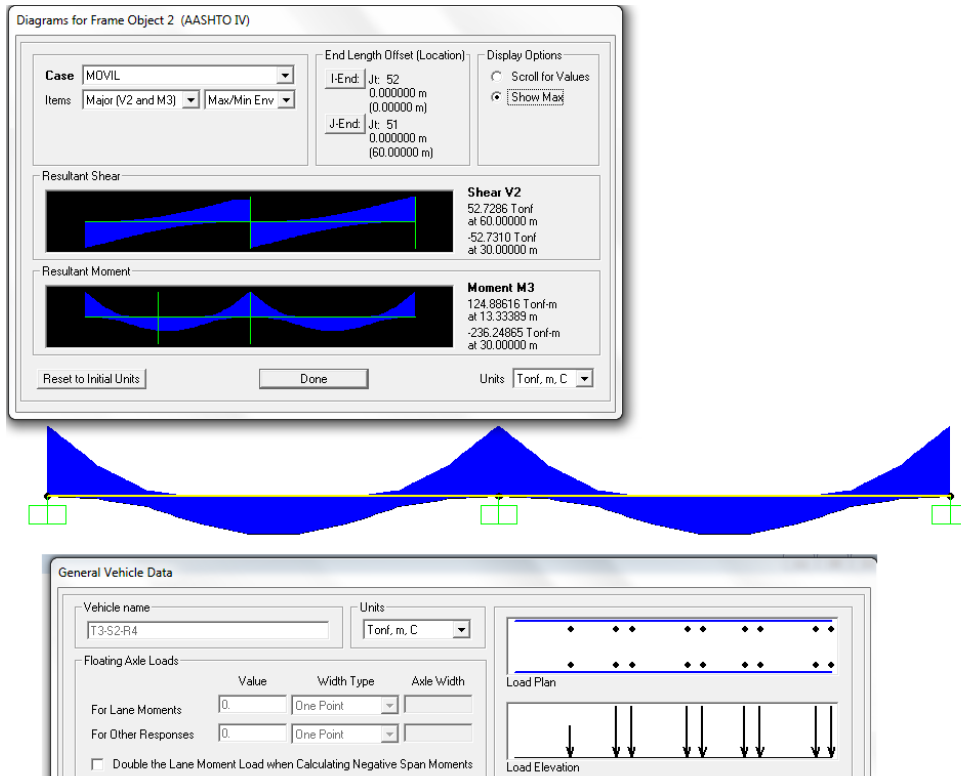 Diagrams for Frame Object 2 (AASHTO IV)
Case MOVIL
Items Major (V2 and M3) Max/Min Env
End Length Offset (Location)
I-End: Jt: 52
0.000000 m
(0.00000 m)
J-End: Jt: 51
0.000000 m
(60.00000 m)
Display Options
Scroll for Values
Show Max
Resultant Shear
Shear V2
52.7286 Tonf
at 60.00000 m
-52.7310 Tonf
at 30.00000 m
Resultant Moment
Moment M3
124.88616 Tonf-m
at 13.33389 m
-236.24865 Tonf-m
at 30.00000 m
Reset to Initial Units Done Units Tonf, m, C
General Vehicle Data
Vehicle name
T3-S2-R4
Units
Tonf, m, C
Floating Axle Loads
Value Width Type Axle Width
For Lane Moments 0. One Point
For Other Responses 0. One Point
Double the Lane Moment Load when Calculating Negative Span Moments
Load Plan
Load Elevation